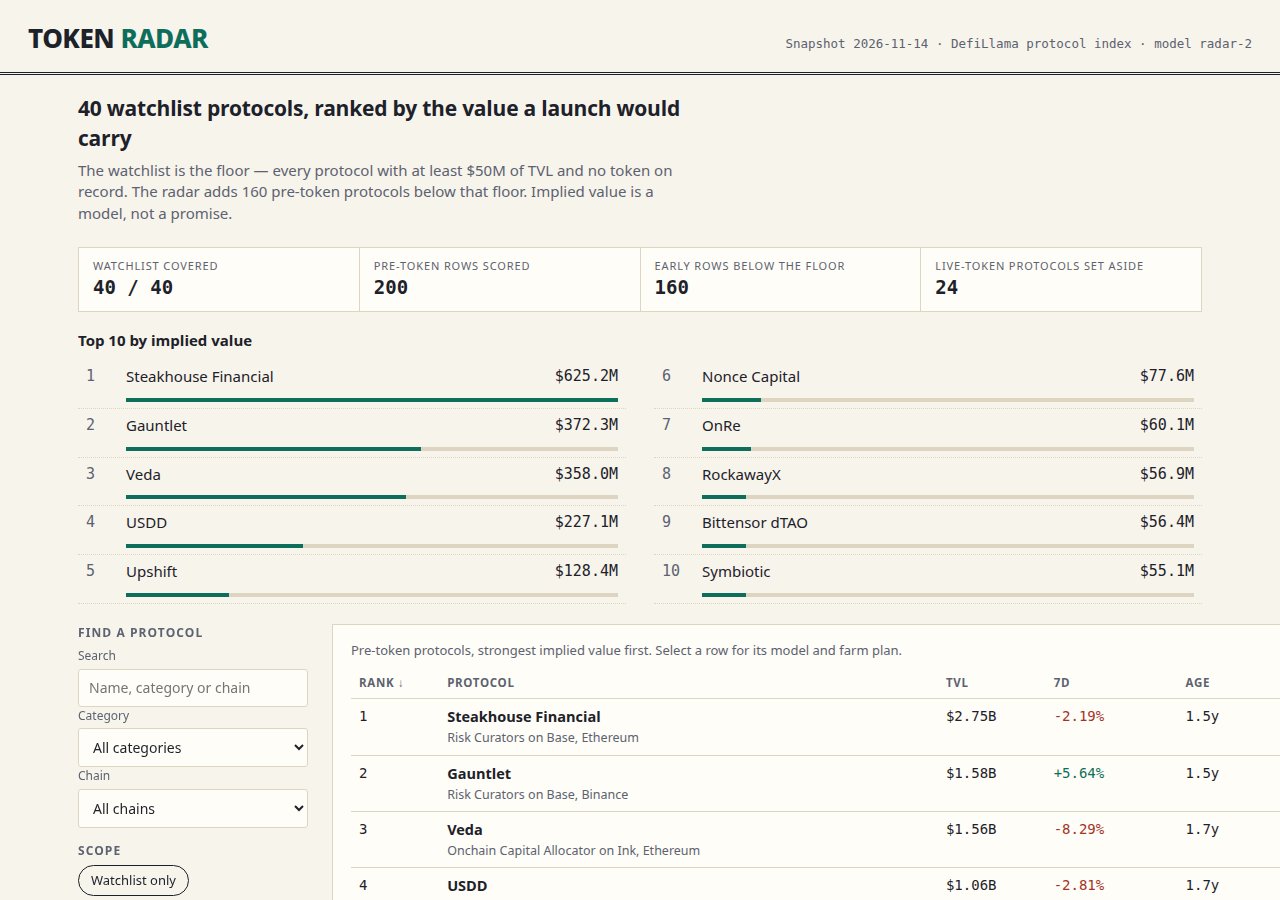 TOKEN RADAR
Snapshot 2026-11-14 · DefiLlama protocol index · model radar-2
40 watchlist protocols, ranked by the value a launch would
carry
The watchlist is the floor — every protocol with at least $50M of TVL and no token on
record. The radar adds 160 pre-token protocols below that floor. Implied value is a
model, not a promise.
WATCHLIST COVERED
40 / 40
PRE-TOKEN ROWS SCORED
200
EARLY ROWS BELOW THE FLOOR
160
LIVE-TOKEN PROTOCOLS SET ASIDE
24
Top 10 by implied value
1 Steakhouse Financial $625.2M
2 Gauntlet $372.3M
3 Veda $358.0M
4 USDD $227.1M
5 Upshift $128.4M
6 Nonce Capital $77.6M
7 OnRe $60.1M
8 RockawayX $56.9M
9 Bittensor dTAO $56.4M
10 Symbiotic $55.1M
FIND A PROTOCOL
Search
Name, category or chain
Category
All categories
Chain
All chains
SCOPE
Watchlist only
Pre-token protocols, strongest implied value first. Select a row for its model and farm plan.
RANK ↓ PROTOCOL TVL 7D AGE
1 Steakhouse Financial $2.75B -2.19% 1.5y
Risk Curators on Base, Ethereum
2 Gauntlet $1.58B +5.64% 1.5y
Risk Curators on Base, Binance
3 Veda $1.56B -8.29% 1.7y
Onchain Capital Allocator on Ink, Ethereum
4 USDD $1.06B -2.81% 1.7y